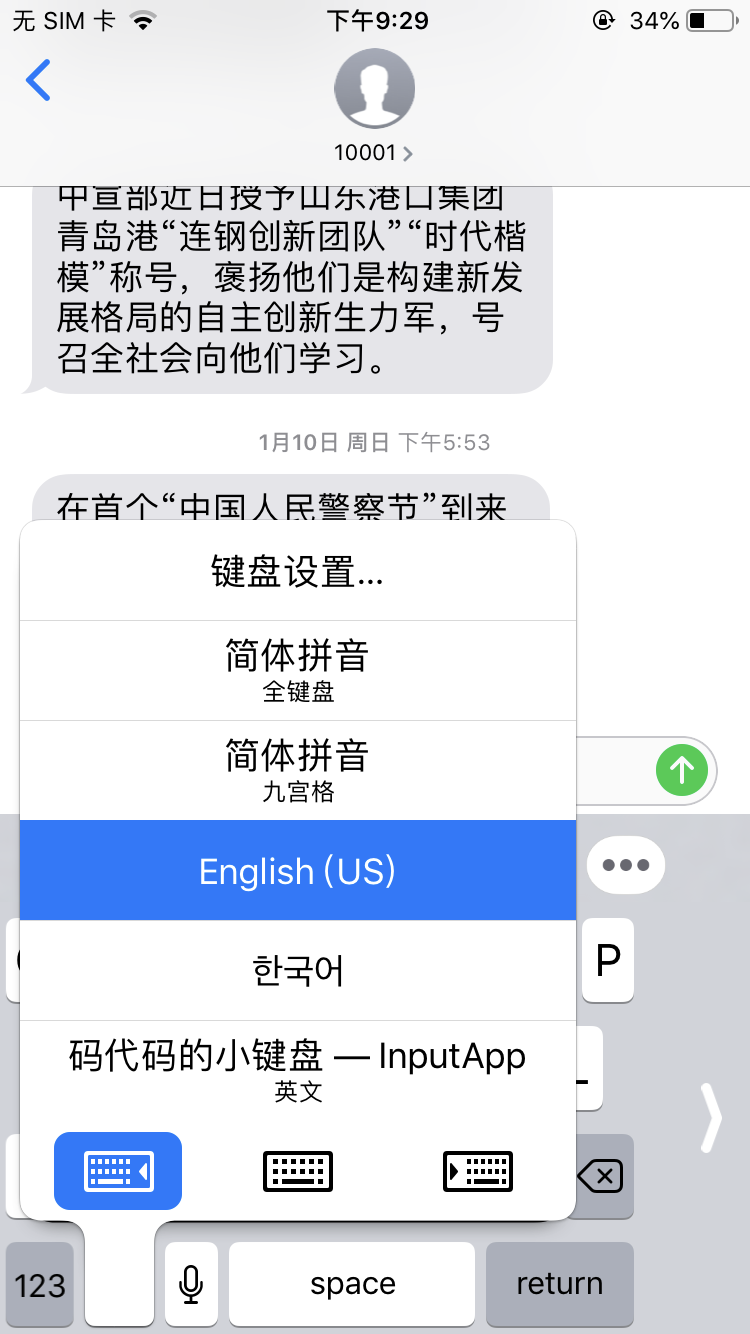 无 SIM 卡
下午9:29
34%
10001
中宣部近日授予山东港口集团
青岛港“连钢创新团队”“时代楷
模”称号，褒扬他们是构建新发
展格局的自主创新生力军，号
召全社会向他们学习。
1月10日 周日 下午5:53
在首个“中国人民警察节”到来
键盘设置...
简体拼音
全键盘
简体拼音
九宫格
English (US)
한국어
码代码的小键盘 — InputApp
英文
P
123
space
return